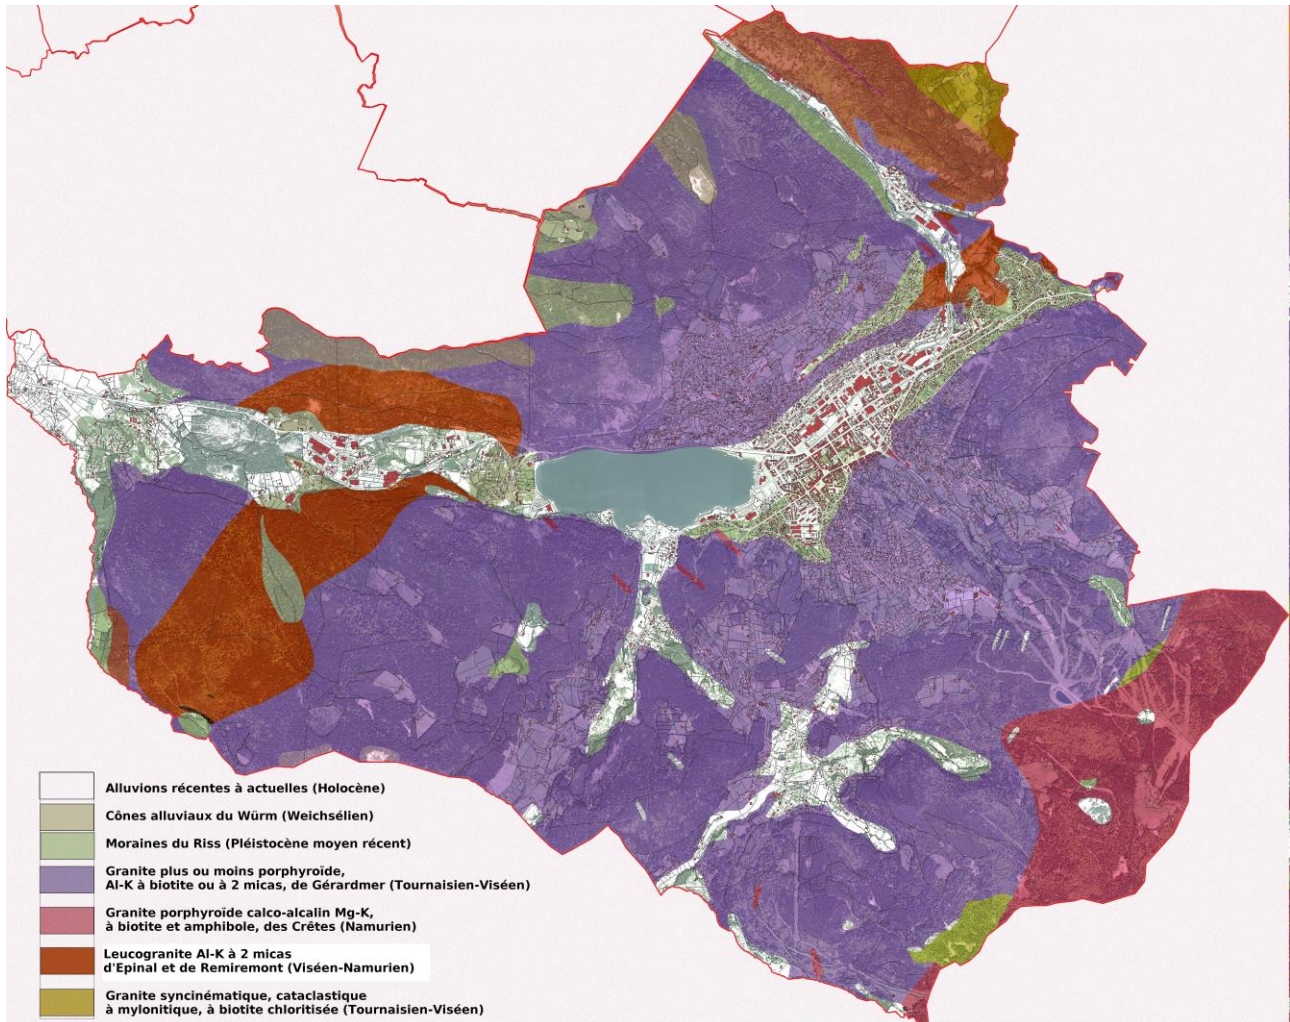 Alluvions récentes à actuelles (Holocène)
Cônes alluviaux du Würm (Weichsélien)
Moraines du Riss (Pléistocène moyen récent)
Granite plus ou moins porphyroïde,
Al-K à biotite ou à 2 micas, de Gérardmer (Tournaisien-Viséen)
Granite porphyroïde calco-alcalin Mg-K,
à biotite et amphibole, des Crêtes (Namurien)
Leucogranite Al-K à 2 micas
d'Epinal et de Remiremont (Viséen-Namurien)
Granite syncinématique, cataclastique
à mylonitique, à biotite chloritisée (Tournaisien-Viséen)